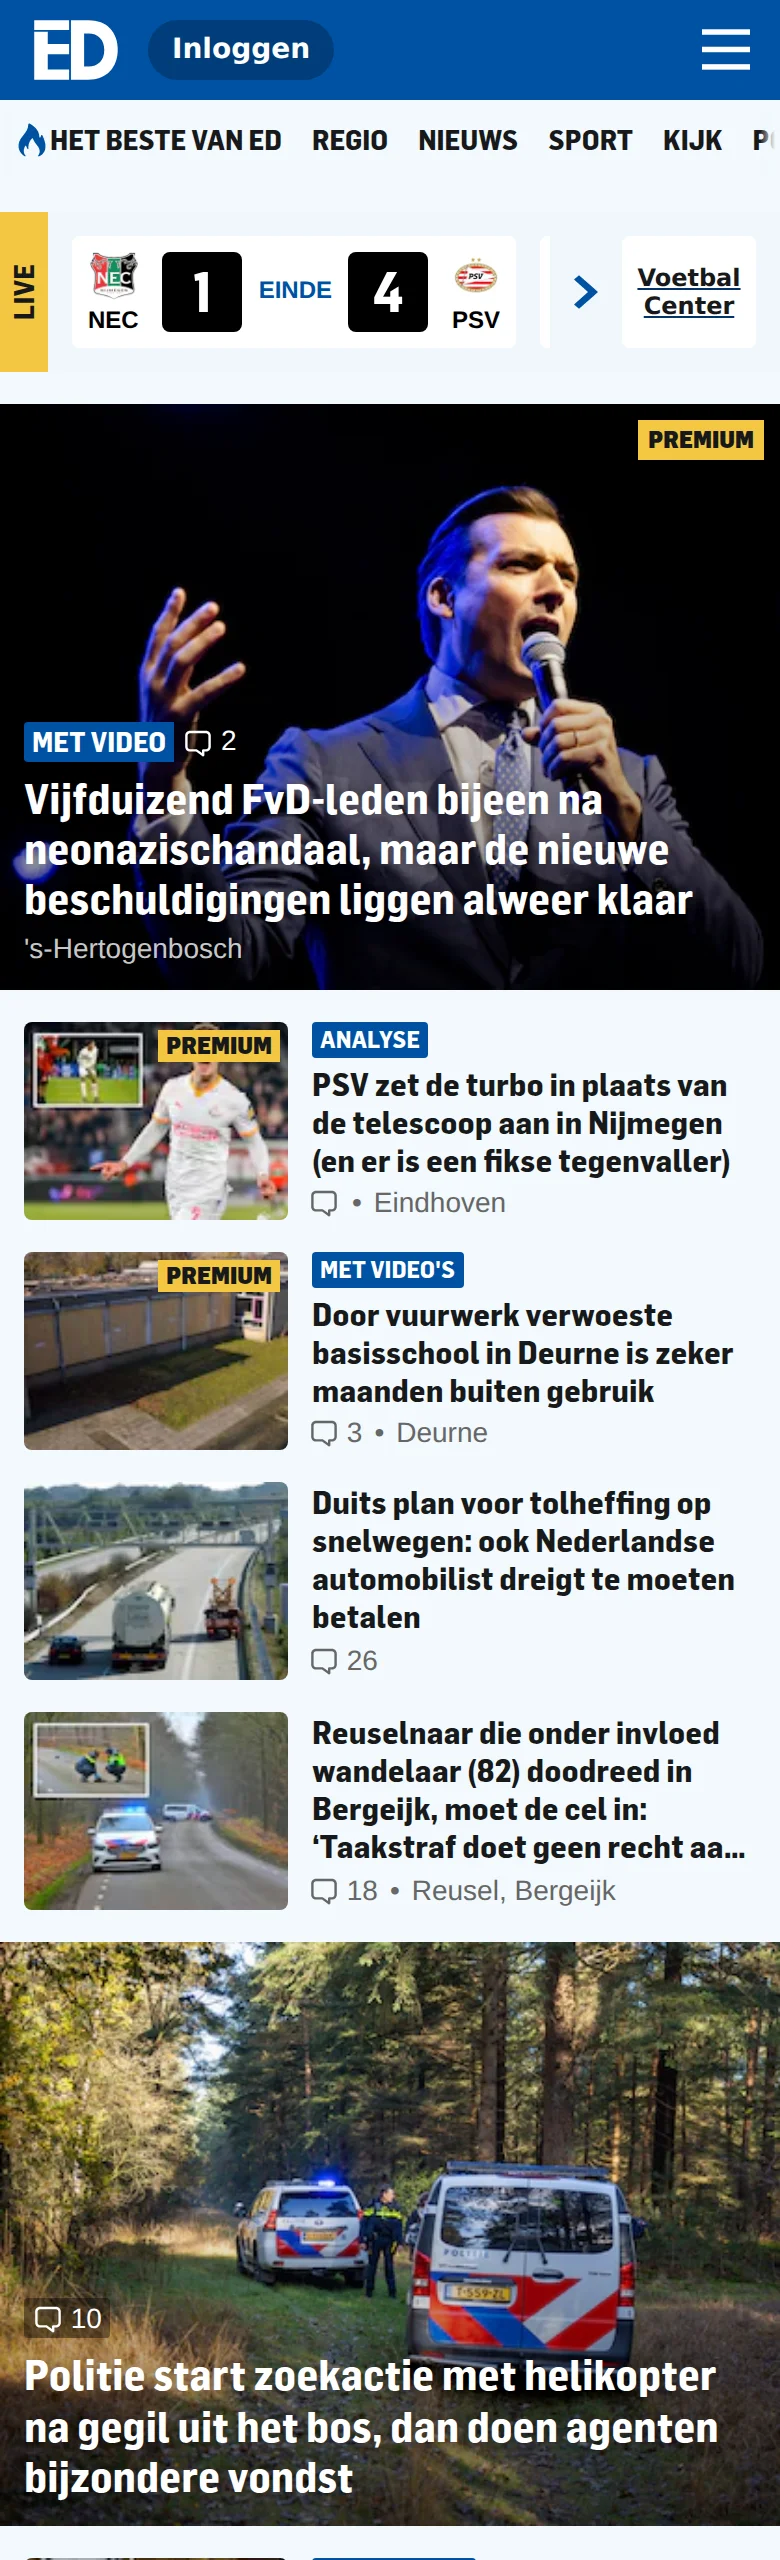 ED
Inloggen
HET BESTE VAN ED
REGIO
NIEUWS
SPORT
KIJK
LIVE
NEC
NEC
1
EINDE
4
PSV
PSV
Voetbal
Center
PREMIUM
MET VIDEO
2
Vijfduizend FvD-leden bijeen na
neonazischandaal, maar de nieuwe
beschuldigingen liggen alweer klaar
's-Hertogenbosch
PREMIUM
ANALYSE
PSV zet de turbo in plaats van
de telescoop aan in Nijmegen
(en er is een fikse tegenvaller)
• Eindhoven
PREMIUM
MET VIDEO'S
Door vuurwerk verwoeste
basisschool in Deurne is zeker
maanden buiten gebruik
3 • Deurne
Duits plan voor tolheffing op
snelwegen: ook Nederlandse
automobilist dreigt te moeten
betalen
26
Reuselnaar die onder invloed
wandelaar (82) doodreed in
Bergeijk, moet de cel in:
‘Taakstraf doet geen recht aa...
18 • Reusel, Bergeijk
POLITIE
10
Politie start zoekactie met helikopter
na gegil uit het bos, dan doen agenten
bijzondere vondst